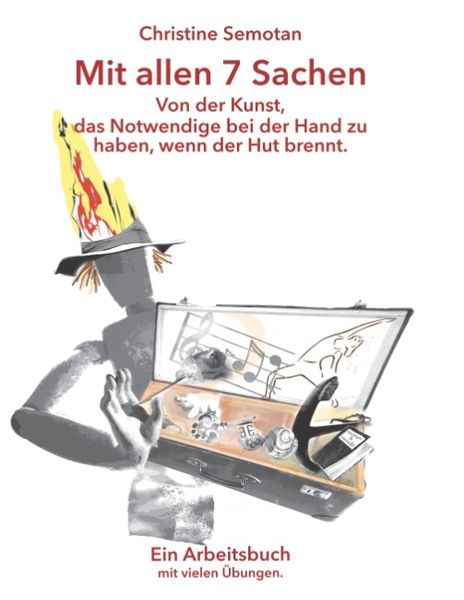 Christine Semotan
Mit allen 7 Sachen
Von der Kunst,
das Notwendige bei der Hand zu
haben, wenn der Hut brennt.
Ein Arbeitsbuch
mit vielen Übungen.